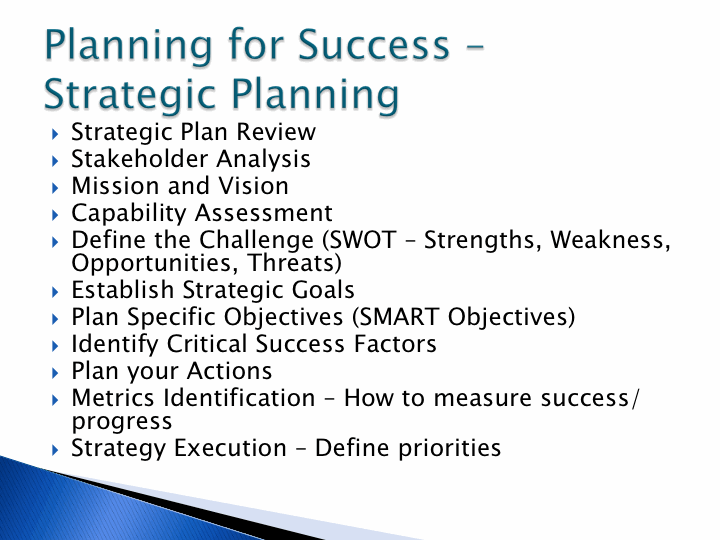 Planning for Success –
Strategic Planning
Strategic Plan Review
Stakeholder Analysis
Mission and Vision
Capability Assessment
Define the Challenge (SWOT – Strengths, Weakness,
Opportunities, Threats)
Establish Strategic Goals
Plan Specific Objectives (SMART Objectives)
Identify Critical Success Factors
Plan your Actions
Metrics Identification – How to measure success/
progress
Strategy Execution – Define priorities